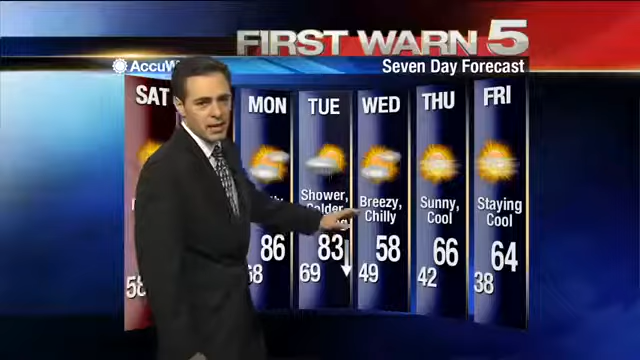 FIRST WARN 5
AccuW
Seven Day Forecast
SAT
MON
TUE
WED
THU
FRI
Shower,
Colder
Breezy,
Chilly
Sunny,
Cool
Staying
Cool
58
86
68
83
69
58
49
66
42
64
38